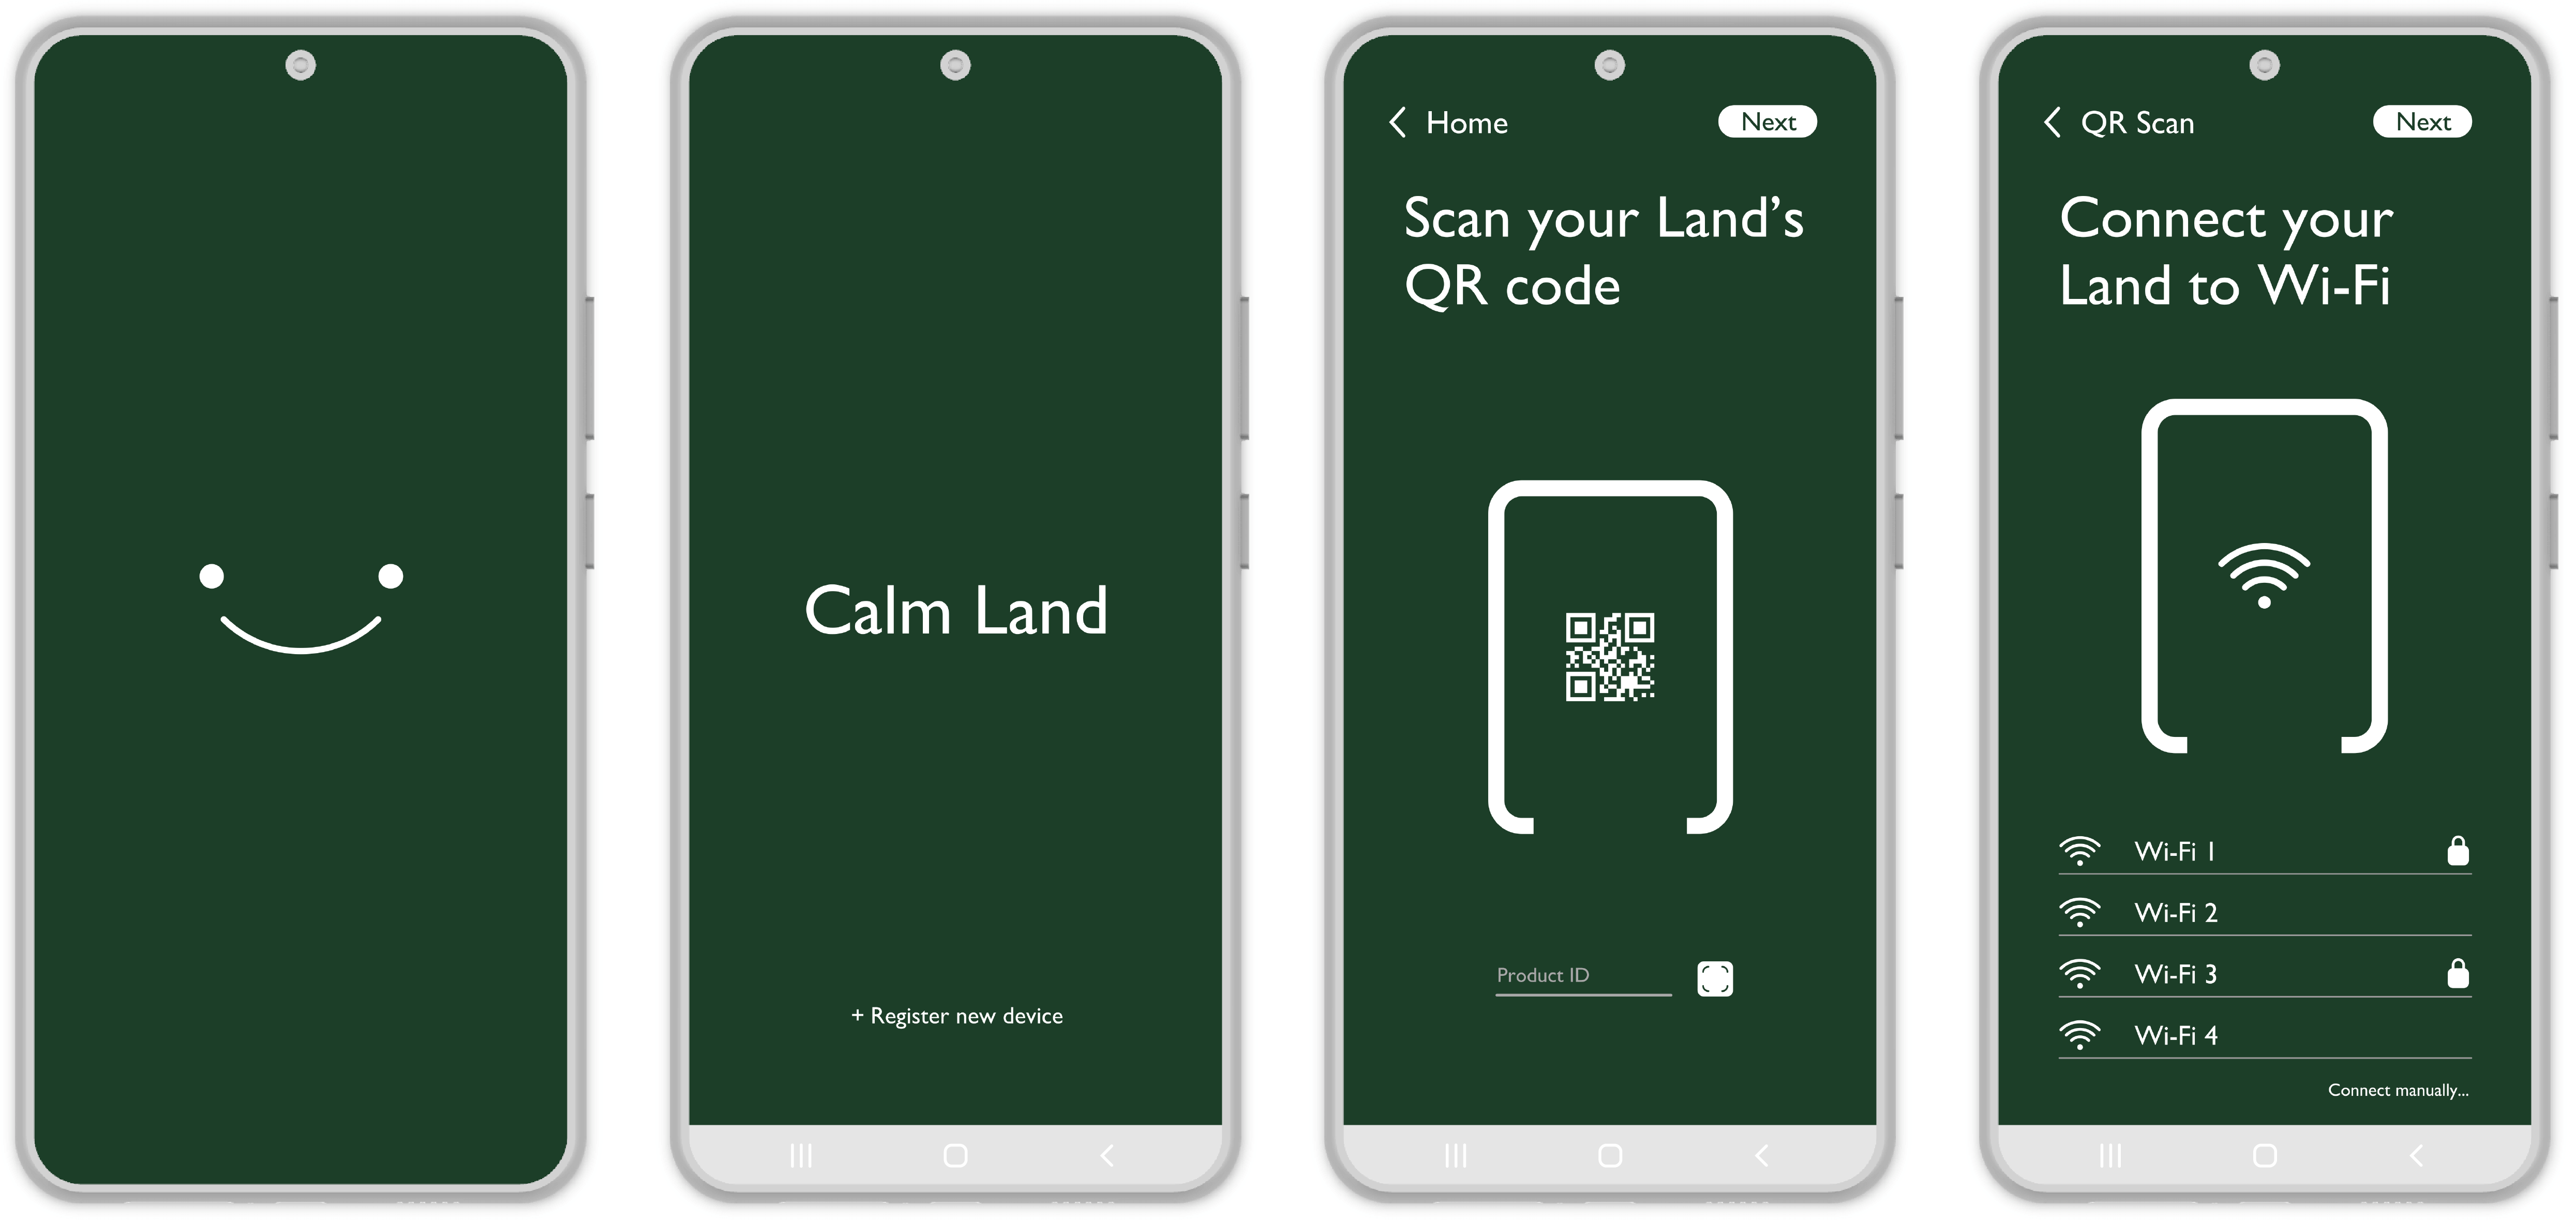 Calm Land
+ Register new device
Home
Next
Scan your Land’s
QR code
Product ID
QR Scan
Next
Connect your
Land to Wi-Fi
Wi-Fi 1
Wi-Fi 2
Wi-Fi 3
Wi-Fi 4
Connect manually...